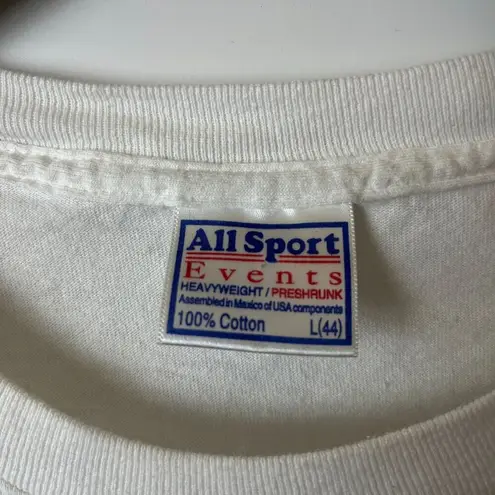 All Sport
Events
HEAVYWEIGHT / PRESHRUNK
Assembled in Mexico of USA components
100% Cotton L(44)